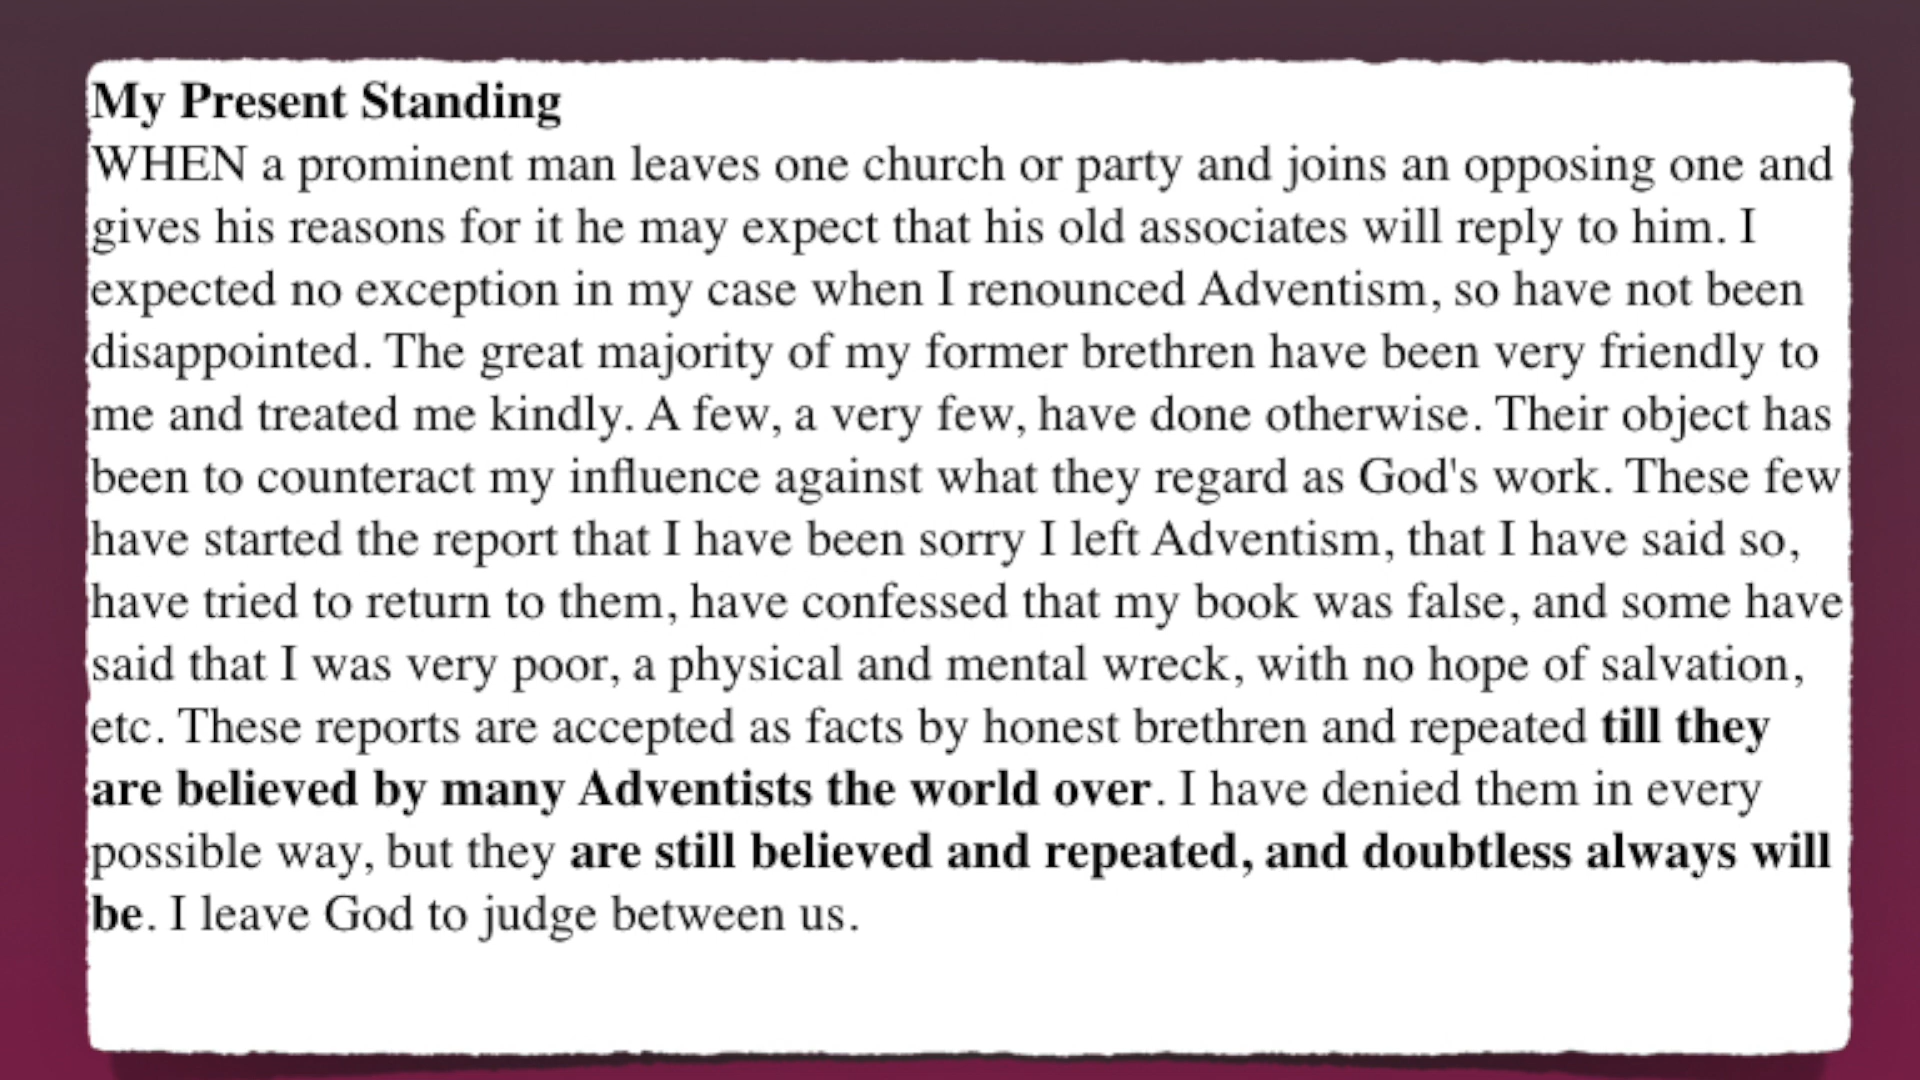 My Present Standing
WHEN a prominent man leaves one church or party and joins an opposing one and
gives his reasons for it he may expect that his old associates will reply to him. I
expected no exception in my case when I renounced Adventism, so have not been
disappointed. The great majority of my former brethren have been very friendly to
me and treated me kindly. A few, a very few, have done otherwise. Their object has
been to counteract my influence against what they regard as God's work. These few
have started the report that I have been sorry I left Adventism, that I have said so,
have tried to return to them, have confessed that my book was false, and some have
said that I was very poor, a physical and mental wreck, with no hope of salvation,
etc. These reports are accepted as facts by honest brethren and repeated till they
are believed by many Adventists the world over. I have denied them in every
possible way, but they are still believed and repeated, and doubtless always will
be. I leave God to judge between us.